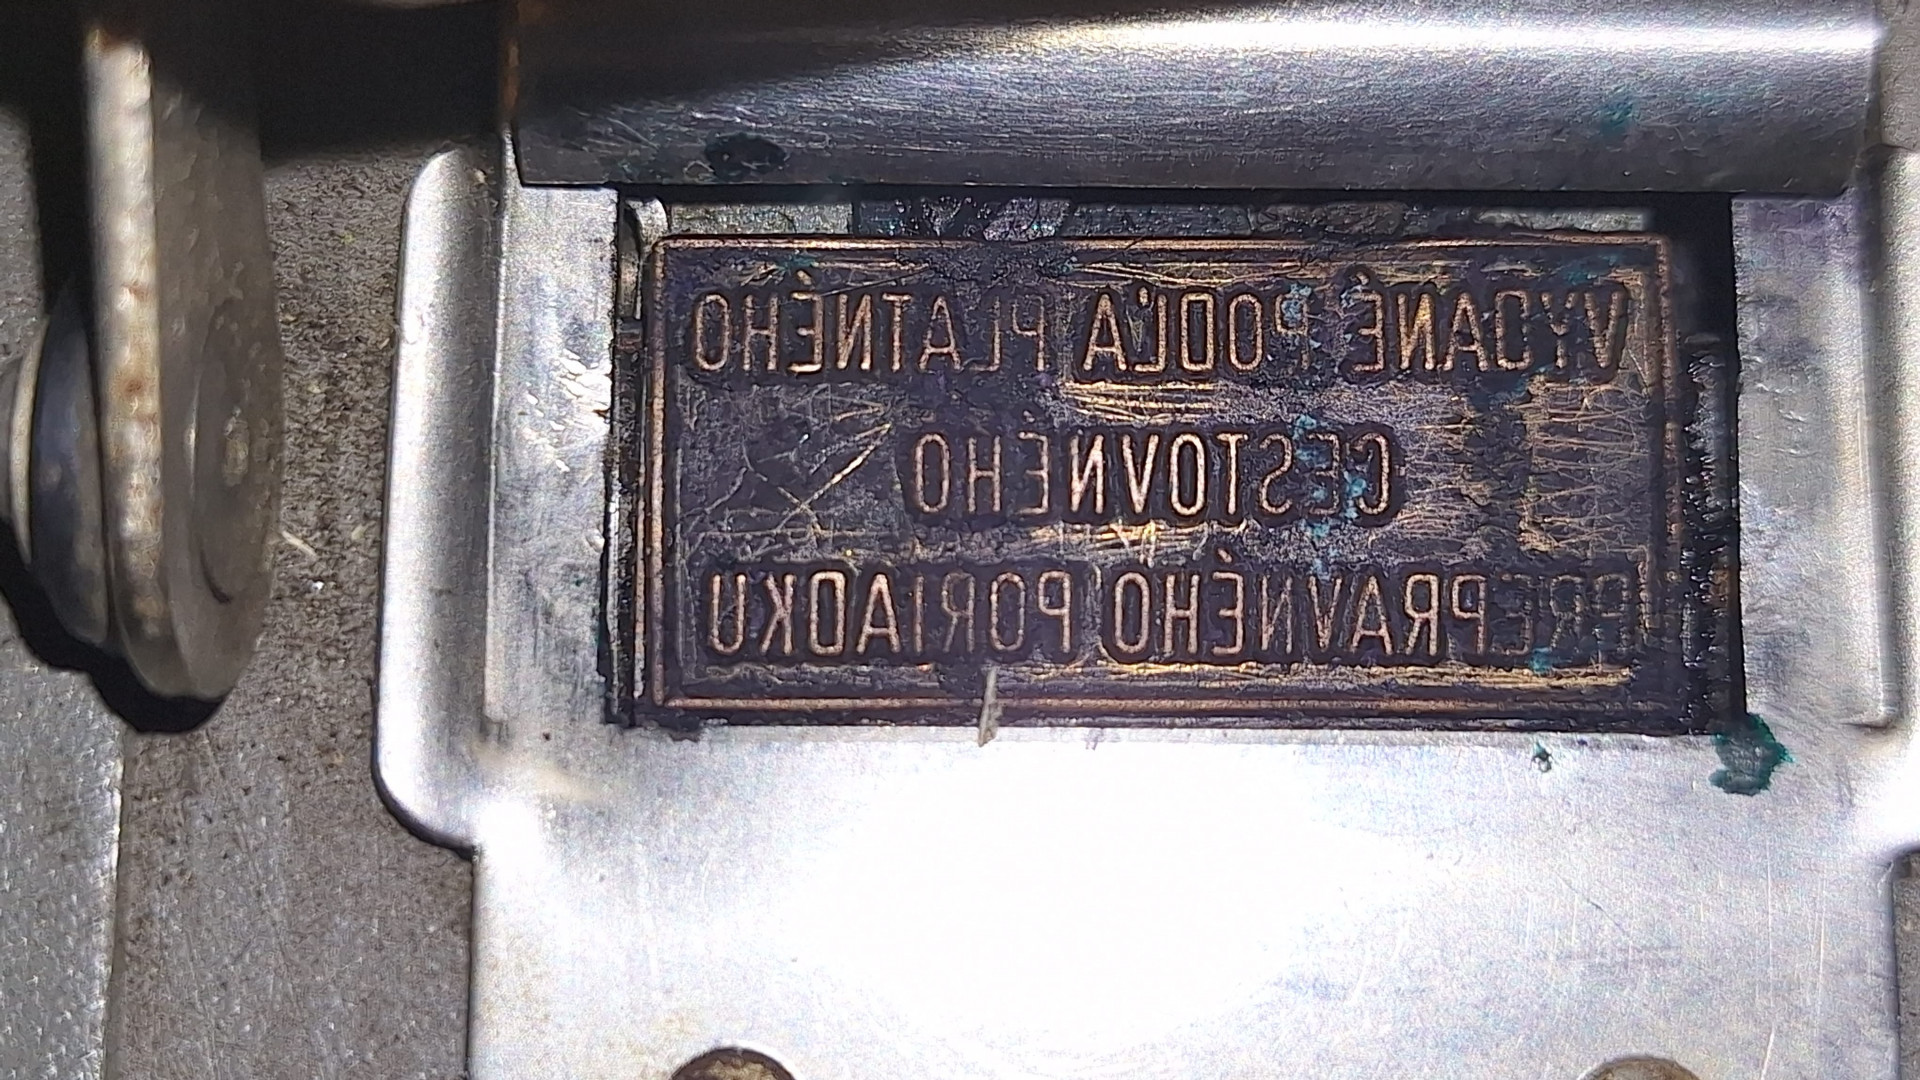 VYDANÉ PODĽA PLATNÉHO
CESTOVNÉHO
PREPRAVNÉHO PORIADKU